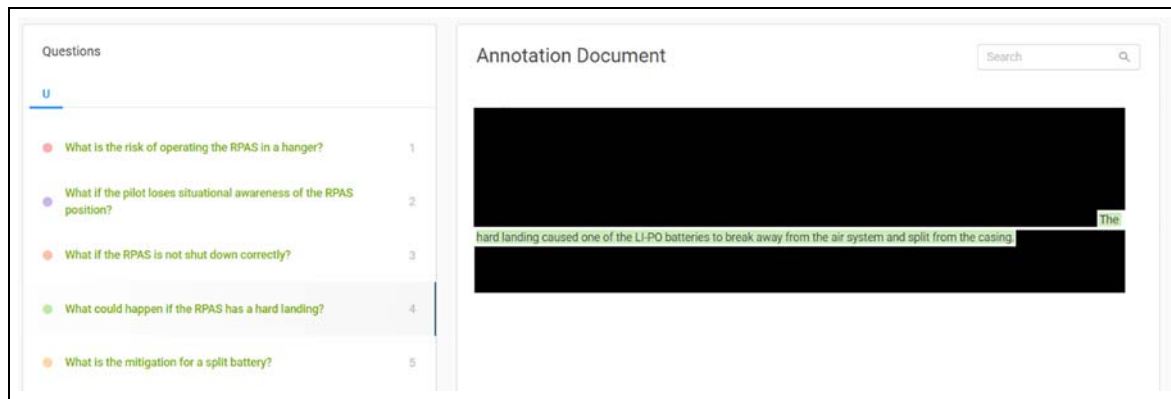 Questions
U
What is the risk of operating the RPAS in a hanger?
1
What if the pilot loses situational awareness of the RPAS
position?
2
What if the RPAS is not shut down correctly?
3
What could happen if the RPAS has a hard landing?
4
What is the mitigation for a split battery?
5
Annotation Document
Search
The
hard landing caused one of the LI-PO batteries to break away from the air system and split from the casing.